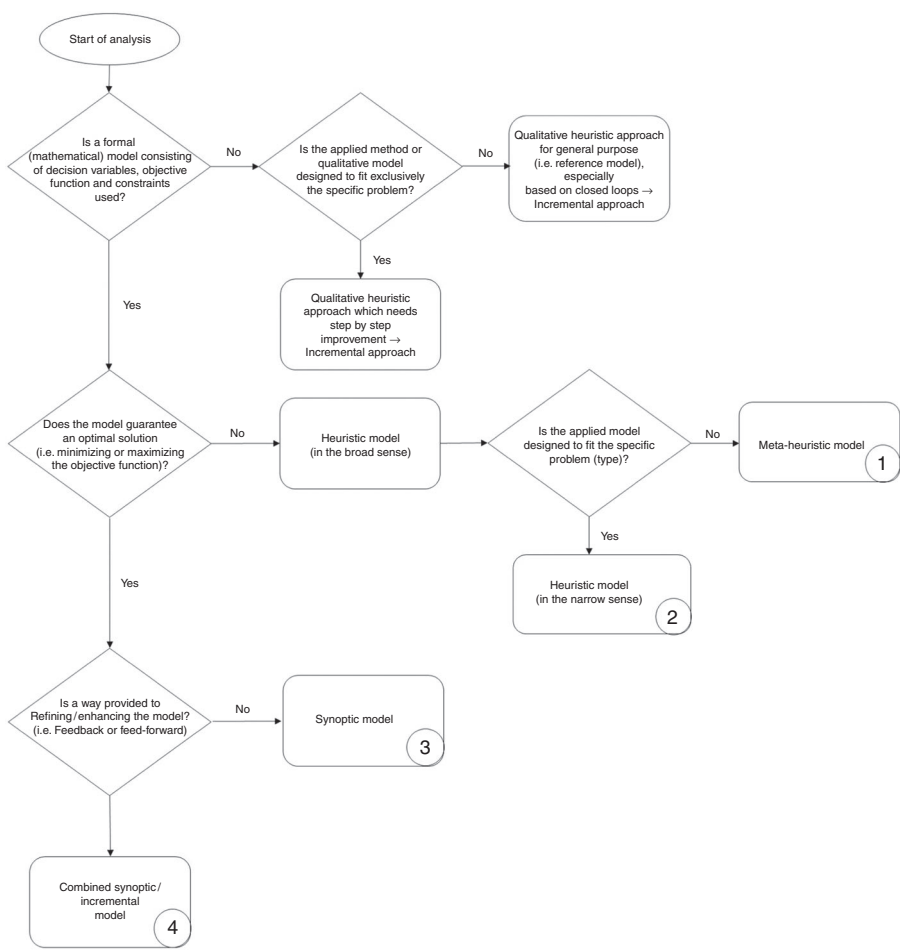 Start of analysis
Is a formal
(mathematical) model consisting
of decision variables, objective
function and constraints
used?
No
Is the applied method or
qualitative model
designed to fit exclusively
the specific problem?
No
Qualitative heuristic approach
for general purpose
(i.e. reference model),
especially
based on closed loops →
Incremental approach
Yes
Qualitative heuristic
approach which needs
step by step
improvement →
Incremental approach
Yes
Does the model guarantee
an optimal solution
(i.e. minimizing or maximizing
the objective function)?
No
Heuristic model
(in the broad sense)
Is the applied model
designed to fit the specific
problem (type)?
No
Meta-heuristic model
1
Yes
Heuristic model
(in the narrow sense)
2
Yes
Is a way provided to
Refining/enhancing the model?
(i.e. Feedback or feed-forward)
No
Synoptic model
3
Combined synoptic/
incremental
model
4